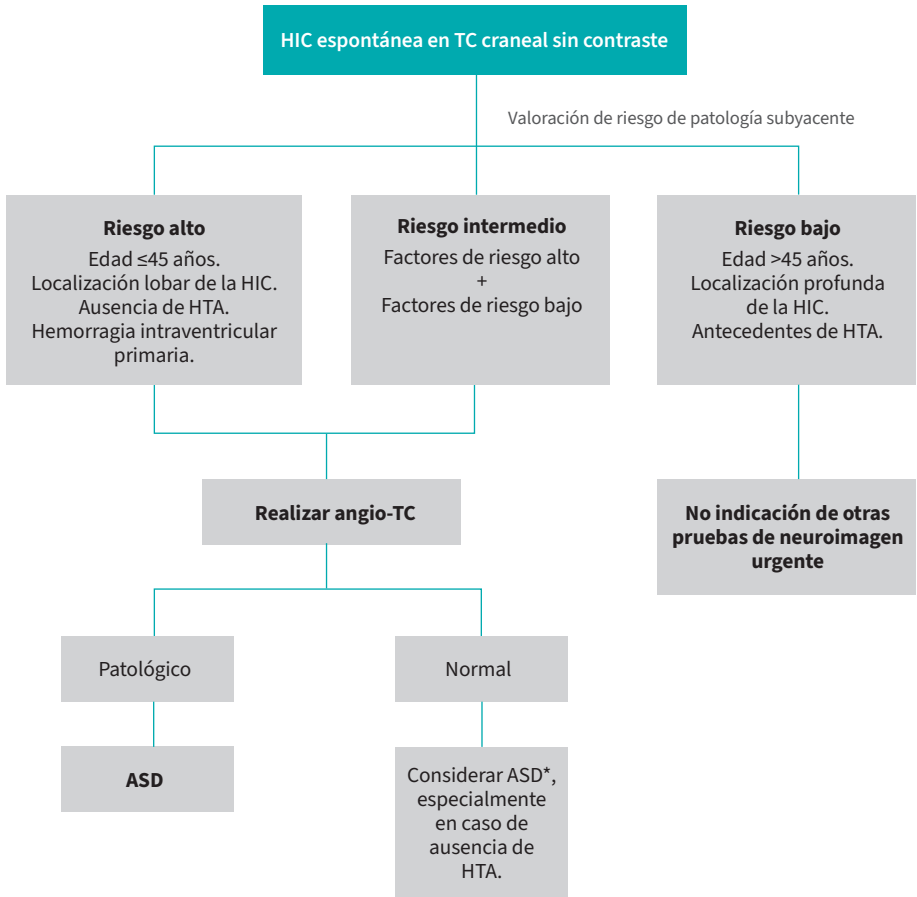 HIC espontánea en TC craneal sin contraste
Valoración de riesgo de patología subyacente
Riesgo alto
Edad ≤45 años.
Localización lobar de la HIC.
Ausencia de HTA.
Hemorragia intraventricular
primaria.
Riesgo intermedio
Factores de riesgo alto
+
Factores de riesgo bajo
Riesgo bajo
Edad >45 años.
Localización profunda
de la HIC.
Antecedentes de HTA.
Realizar angio-TC
No indicación de otras
pruebas de neuroimagen
urgente
Patológico
Normal
ASD
Considerar ASD*,
especialmente
en caso de
ausencia de
HTA.